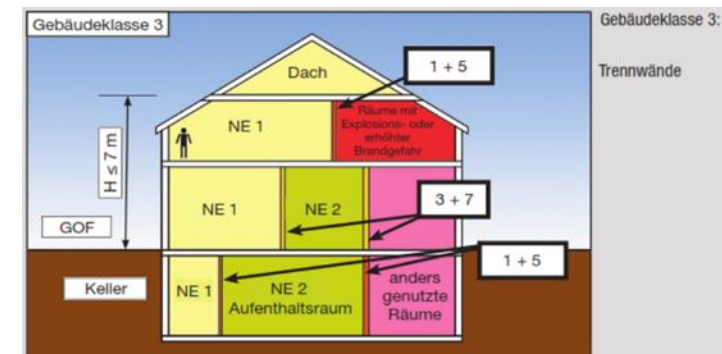 Gebäudeklasse 3
Gebäudeklasse 3:
Trennwände
Dach
1 + 5
NE 1
Räume mit
Explosions- oder
erhöhter
Brandgefahr
H ≤ 7 m
NE 1
NE 2
3 + 7
GOF
1 + 5
Keller
NE 1
NE 2
Aufenthaltsraum
anders
genutzte
Räume